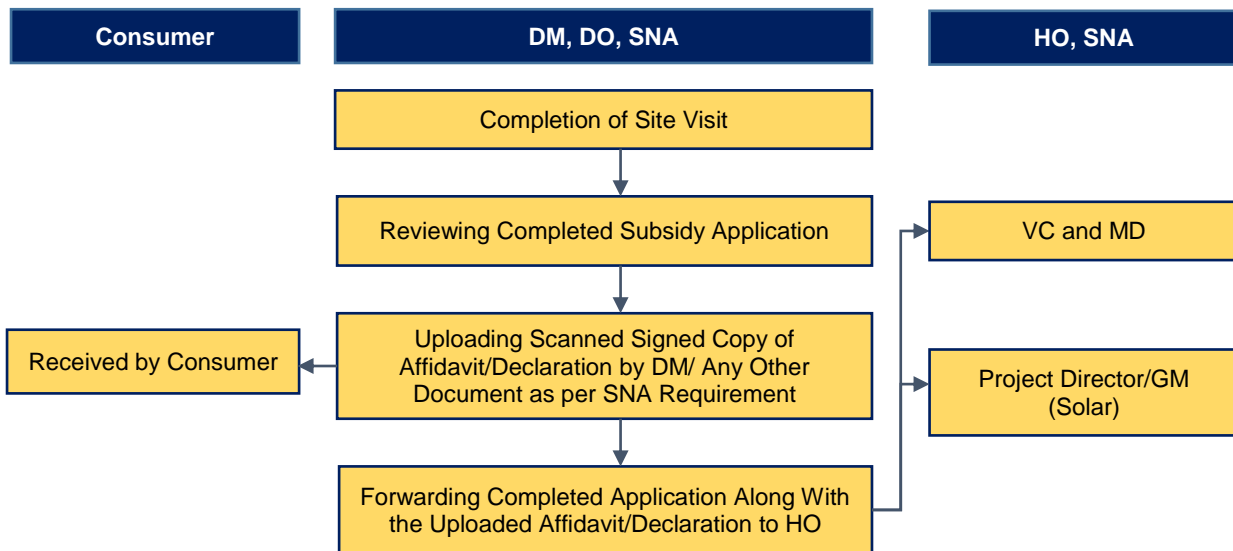 Consumer
DM, DO, SNA
HO, SNA
Completion of Site Visit
Reviewing Completed Subsidy Application
VC and MD
Uploading Scanned Signed Copy of
Affidavit/Declaration by DM/ Any Other
Document as per SNA Requirement
Received by Consumer
Project Director/GM
(Solar)
Forwarding Completed Application Along With
the Uploaded Affidavit/Declaration to HO